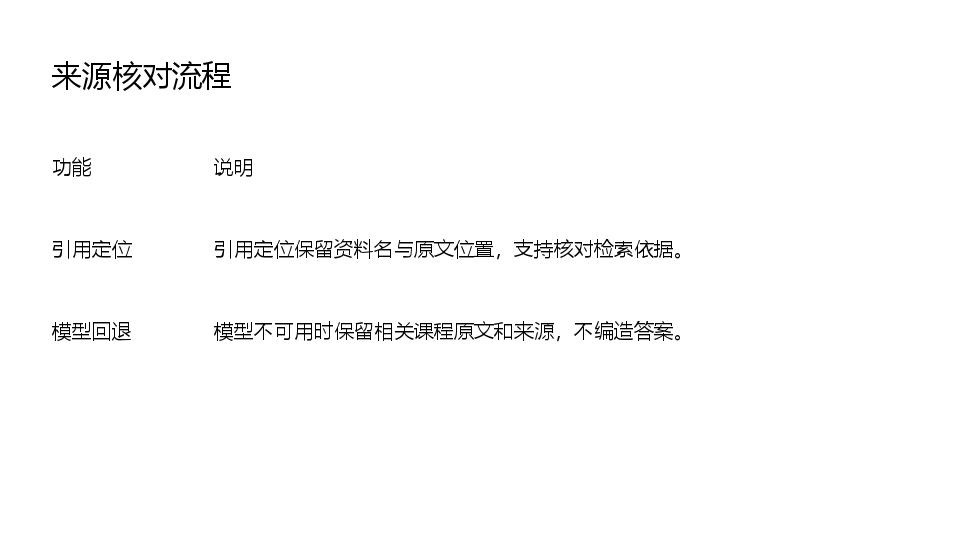 来源核对流程
功能 说明
引用定位 引用定位保留资料名与原文位置，支持核对检索依据。
模型回退 模型不可用时保留相关课程原文和来源，不编造答案。